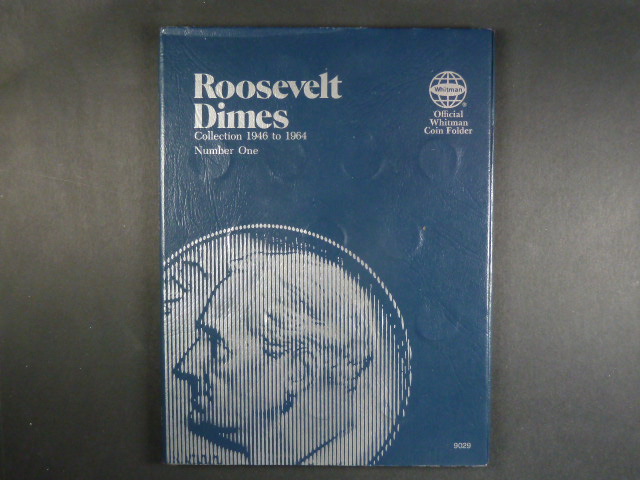 Roosevelt
Dimes
Collection 1946 to 1964
Number One
Whitman
®
Official
Whitman
Coin Folder
9029